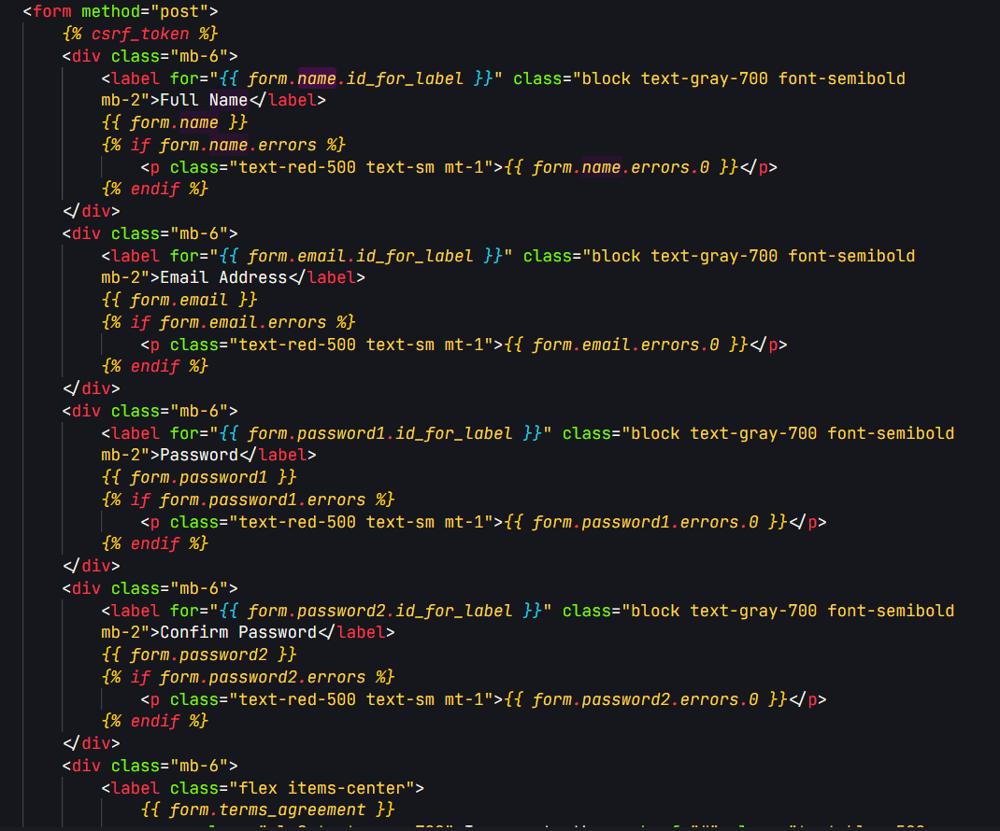 <form method="post">
{% csrf_token %}
<div class="mb-6">
<label for="{{ form.name.id_for_label }}" class="block text-gray-700 font-semibold
mb-2">Full Name</label>
{{ form.name }}
{% if form.name.errors %}
<p class="text-red-500 text-sm mt-1">{{ form.name.errors.0 }}</p>
{% endif %}
</div>
<div class="mb-6">
<label for="{{ form.email.id_for_label }}" class="block text-gray-700 font-semibold
mb-2">Email Address</label>
{{ form.email }}
{% if form.email.errors %}
<p class="text-red-500 text-sm mt-1">{{ form.email.errors.0 }}</p>
{% endif %}
</div>
<div class="mb-6">
<label for="{{ form.password1.id_for_label }}" class="block text-gray-700 font-semibold
mb-2">Password</label>
{{ form.password1 }}
{% if form.password1.errors %}
<p class="text-red-500 text-sm mt-1">{{ form.password1.errors.0 }}</p>
{% endif %}
</div>
<div class="mb-6">
<label for="{{ form.password2.id_for_label }}" class="block text-gray-700 font-semibold
mb-2">Confirm Password</label>
{{ form.password2 }}
{% if form.password2.errors %}
<p class="text-red-500 text-sm mt-1">{{ form.password2.errors.0 }}</p>
{% endif %}
</div>
<div class="mb-6">
<label class="flex items-center">
{{ form.terms_agreement }}